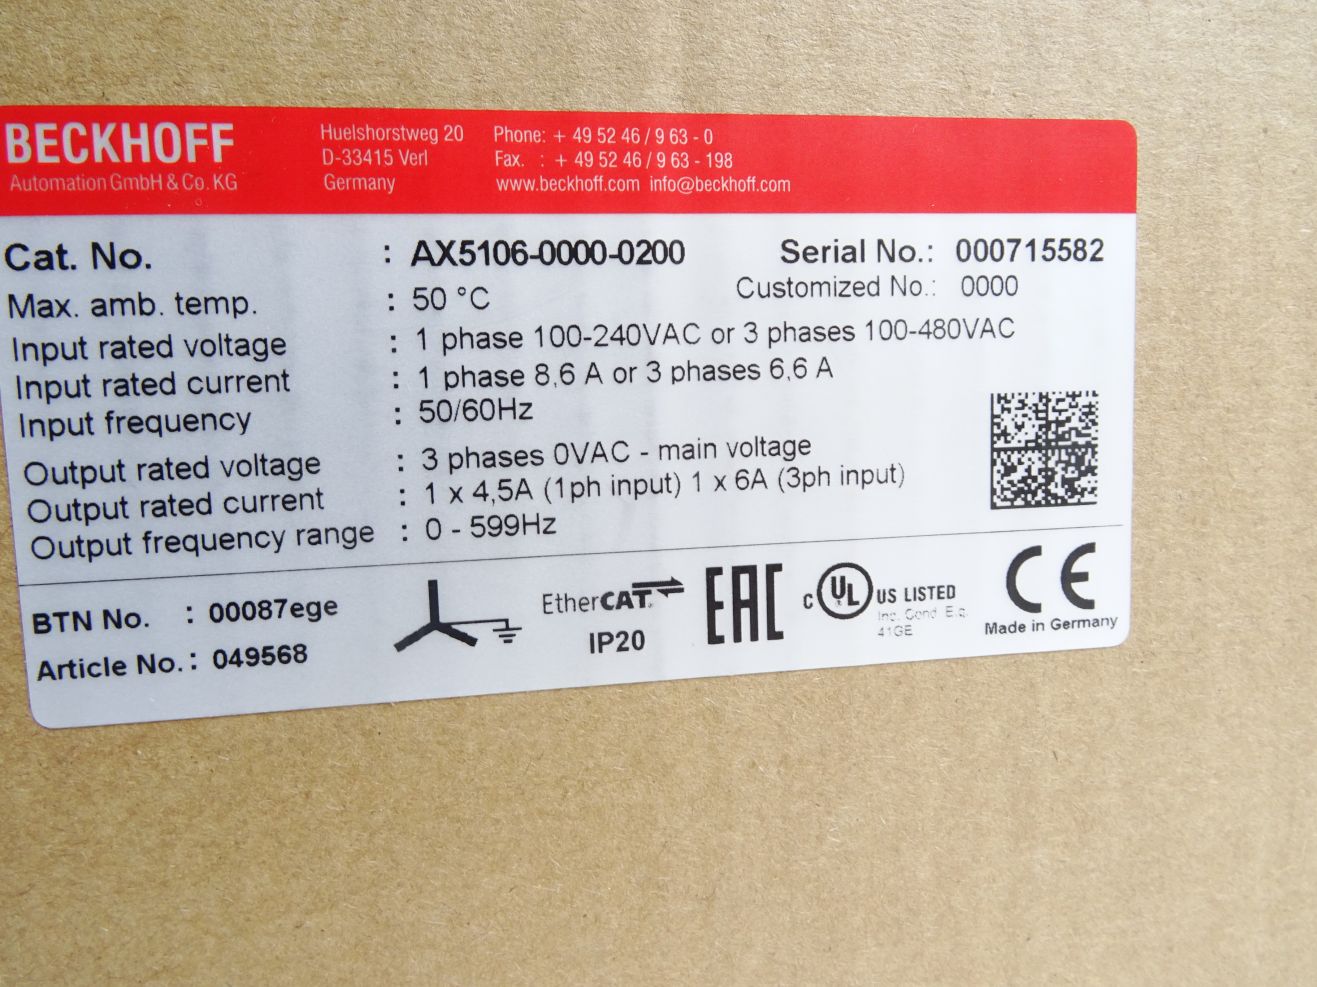 BECKHOFF
Automation GmbH & Co. KG
Huelshorstweg 20
D-33415 Verl
Germany
Phone: + 49 52 46 / 9 63 - 0
Fax. : + 49 52 46 / 9 63 - 198
www.beckhoff.com info@beckhoff.com
Cat. No. : AX5106-0000-0200 Serial No.: 000715582
Customized No.: 0000
Max. amb. temp. : 50 °C
Input rated voltage : 1 phase 100-240VAC or 3 phases 100-480VAC
Input rated current : 1 phase 8,6 A or 3 phases 6,6 A
Input frequency : 50/60Hz
Output rated voltage : 3 phases 0VAC - main voltage
Output rated current : 1 x 4,5A (1ph input) 1 x 6A (3ph input)
Output frequency range : 0 - 599Hz
BTN No. : 00087ege
Article No.: 049568
EtherCAT
IP20
EAC
c UL US LISTED
Ind. Cond. E.q.
41GE
CE
Made in Germany